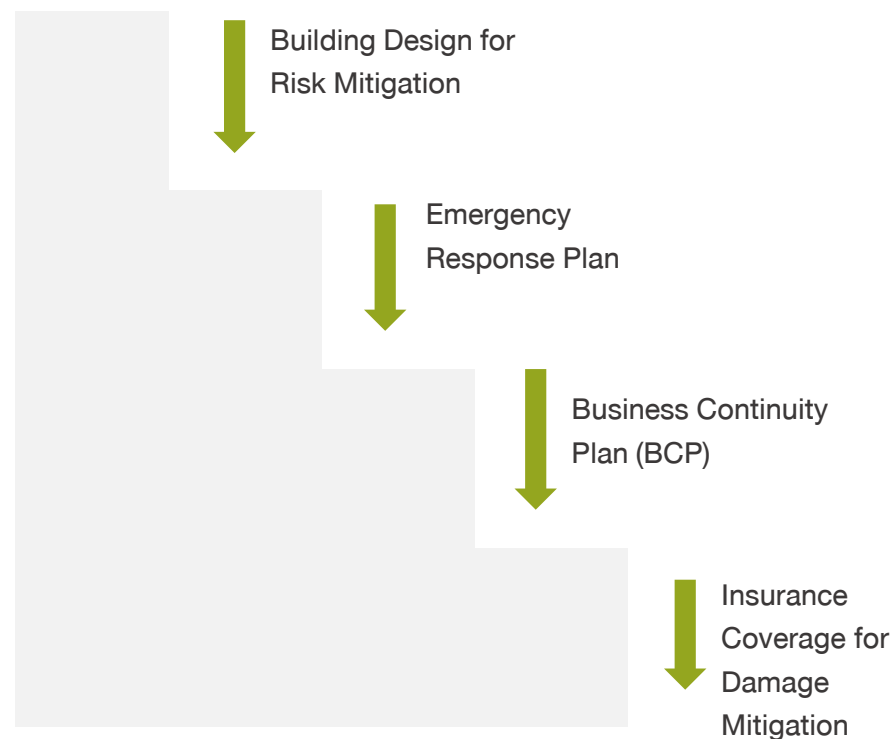 Building Design for
Risk Mitigation
Emergency
Response Plan
Business Continuity
Plan (BCP)
Insurance
Coverage for
Damage
Mitigation